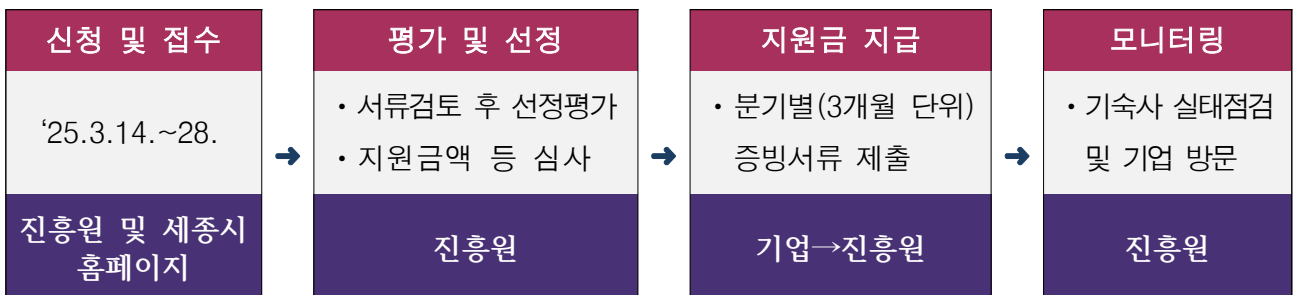 신청 및 접수
'25.3.14.~28.
진흥원 및 세종시
홈페이지
➜
평가 및 선정
・서류검토 후 선정평가
・지원금액 등 심사
진흥원
➜
지원금 지급
・분기별(3개월 단위)
증빙서류 제출
기업→진흥원
➜
모니터링
・기숙사 실태점검
및 기업 방문
진흥원